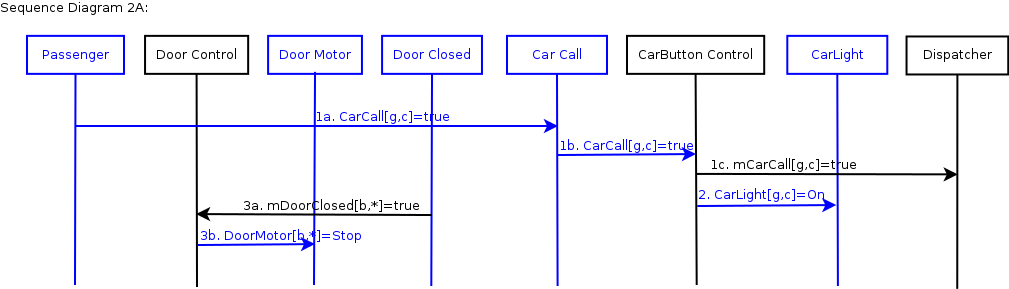 Sequence Diagram 2A:
Passenger
Door Control
Door Motor
Door Closed
Car Call
CarButton Control
CarLight
Dispatcher
1a. CarCall[g,c]=true
1b. CarCall[g,c]=true
1c. mCarCall[g,c]=true
2. CarLight[g,c]=On
3a. mDoorClosed[b,*]=true
3b. DoorMotor[b,*]=Stop